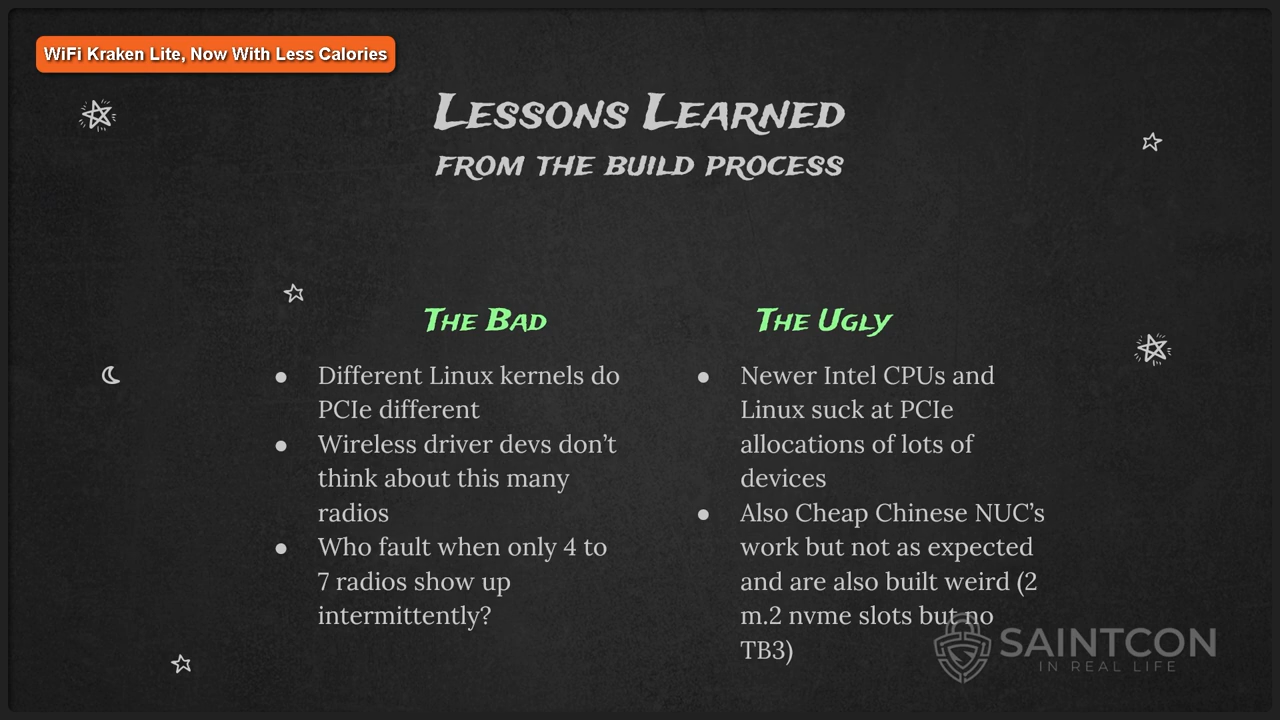 WiFi Kraken Lite, Now With Less Calories
Lessons Learned
from the build process
The Bad
● Different Linux kernels do
PCIe different
● Wireless driver devs don’t
think about this many
radios
● Who fault when only 4 to
7 radios show up
intermittently?
The Ugly
● Newer Intel CPUs and
Linux suck at PCIe
allocations of lots of
devices
● Also Cheap Chinese NUC’s
work but not as expected
and are also built weird (2
m.2 nvme slots but no
TB3)
SAINTCON
IN REAL LIFE